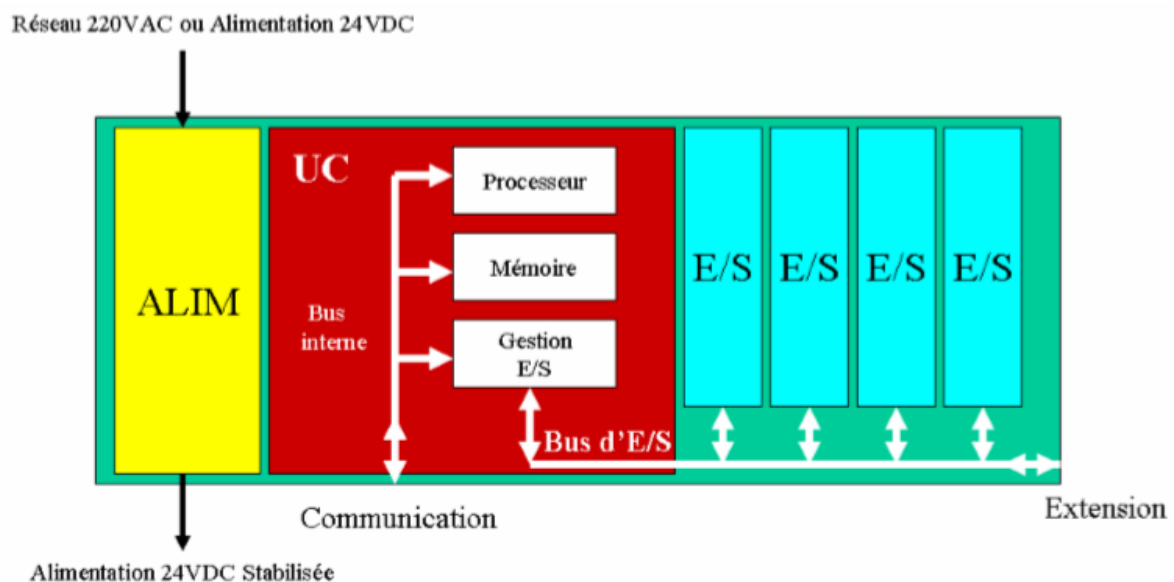 Réseau 220VAC ou Alimentation 24VDC
UC
Processeur
Mémoire
Bus
interne
Gestion
E/S
Bus d'E/S
ALIM
E/S
E/S
E/S
E/S
Communication
Extension
Alimentation 24VDC Stabilisée